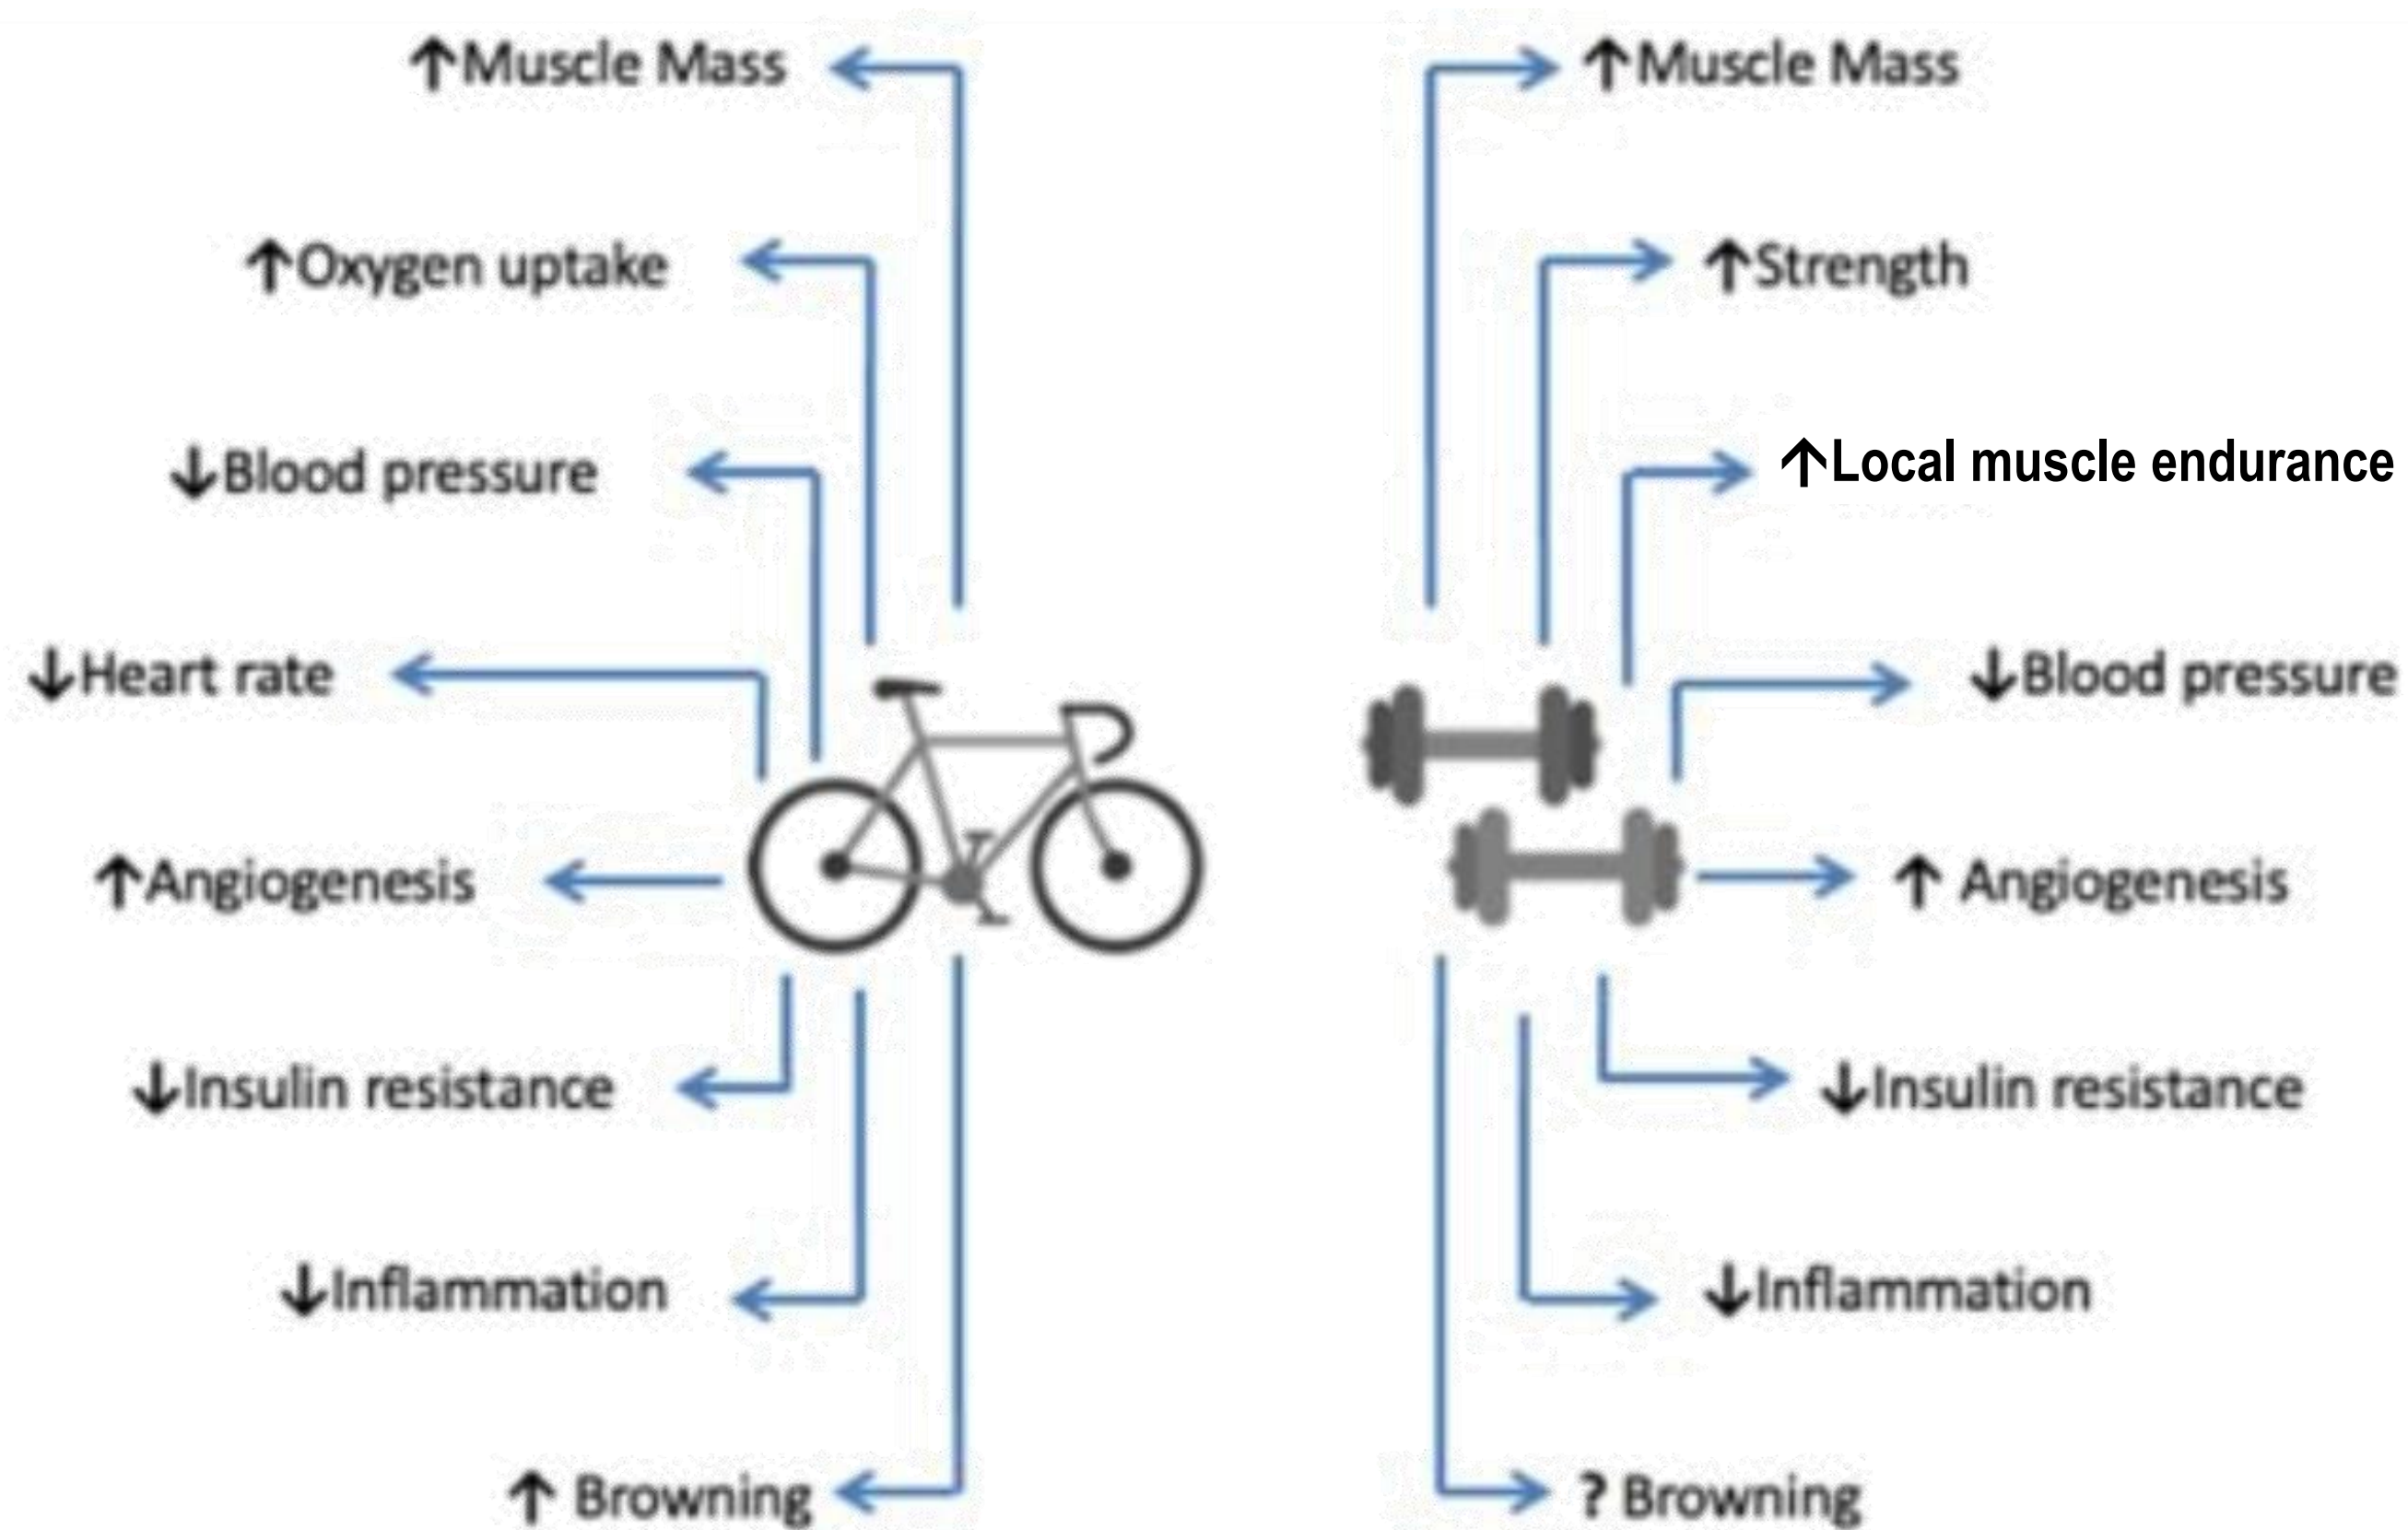 ↑Muscle Mass
↑Oxygen uptake
↓Blood pressure
↓Heart rate
↑Angiogenesis
↓Insulin resistance
↓Inflammation
↑ Browning
↑Muscle Mass
↑Strength
↑Local muscle endurance
↓Blood pressure
↑ Angiogenesis
↓Insulin resistance
↓Inflammation
? Browning